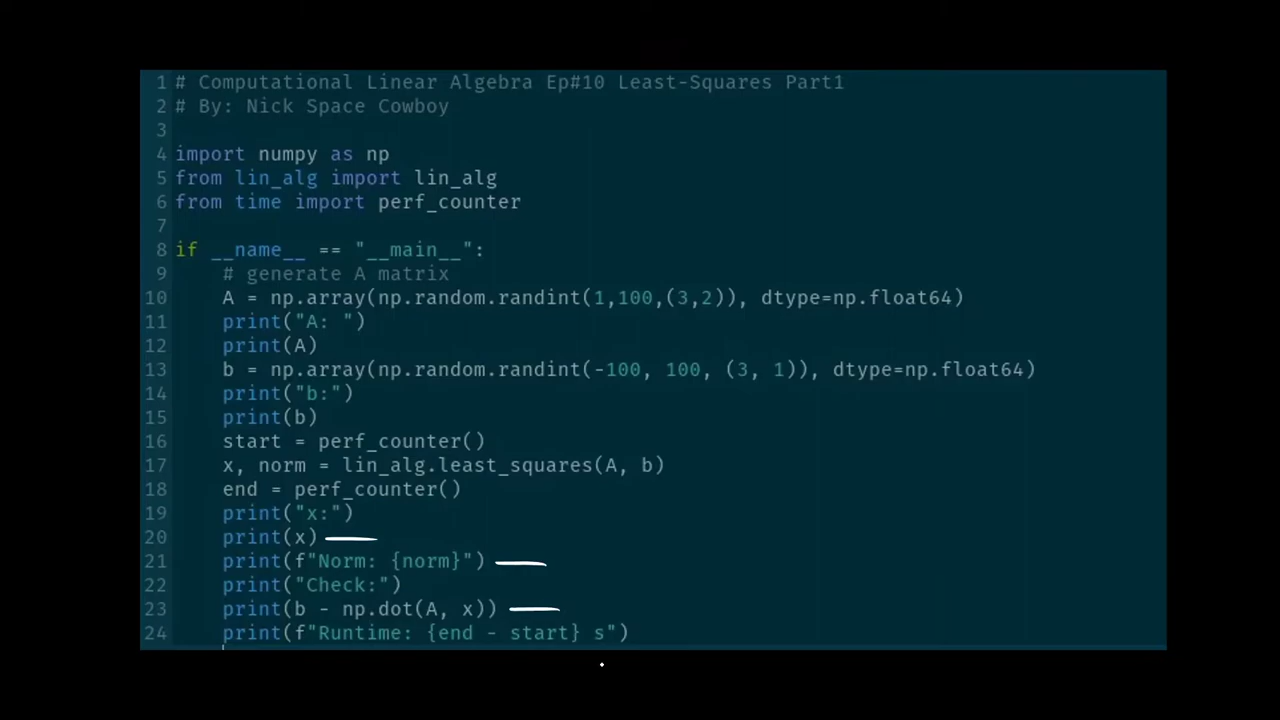 1 # Computational Linear Algebra Ep#10 Least-Squares Part1
2 # By: Nick Space Cowboy
3
4 import numpy as np
5 from lin_alg import lin_alg
6 from time import perf_counter
7
8 if __name__ == "__main__":
9     # generate A matrix
10     A = np.array(np.random.randint(1,100,(3,2)), dtype=np.float64)
11     print("A: ")
12     print(A)
13     b = np.array(np.random.randint(-100, 100, (3, 1)), dtype=np.float64)
14     print("b:")
15     print(b)
16     start = perf_counter()
17     x, norm = lin_alg.least_squares(A, b)
18     end = perf_counter()
19     print("x:")
20     print(x)
21     print(f"Norm: {norm}")
22     print("Check:")
23     print(b - np.dot(A, x))
24     print(f"Runtime: {end - start} s")